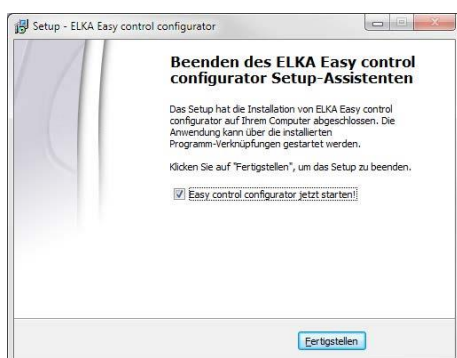 Setup - ELKA Easy control configurator
Beenden des ELKA Easy control
configurator Setup-Assistenten
Das Setup hat die Installation von ELKA Easy control
configurator auf Ihrem Computer abgeschlossen. Die
Anwendung kann über die installierten
Programm-Verknüpfungen gestartet werden.
Klicken Sie auf "Fertigstellen", um das Setup zu beenden.
Easy control configurator jetzt starten!
Fertigstellen